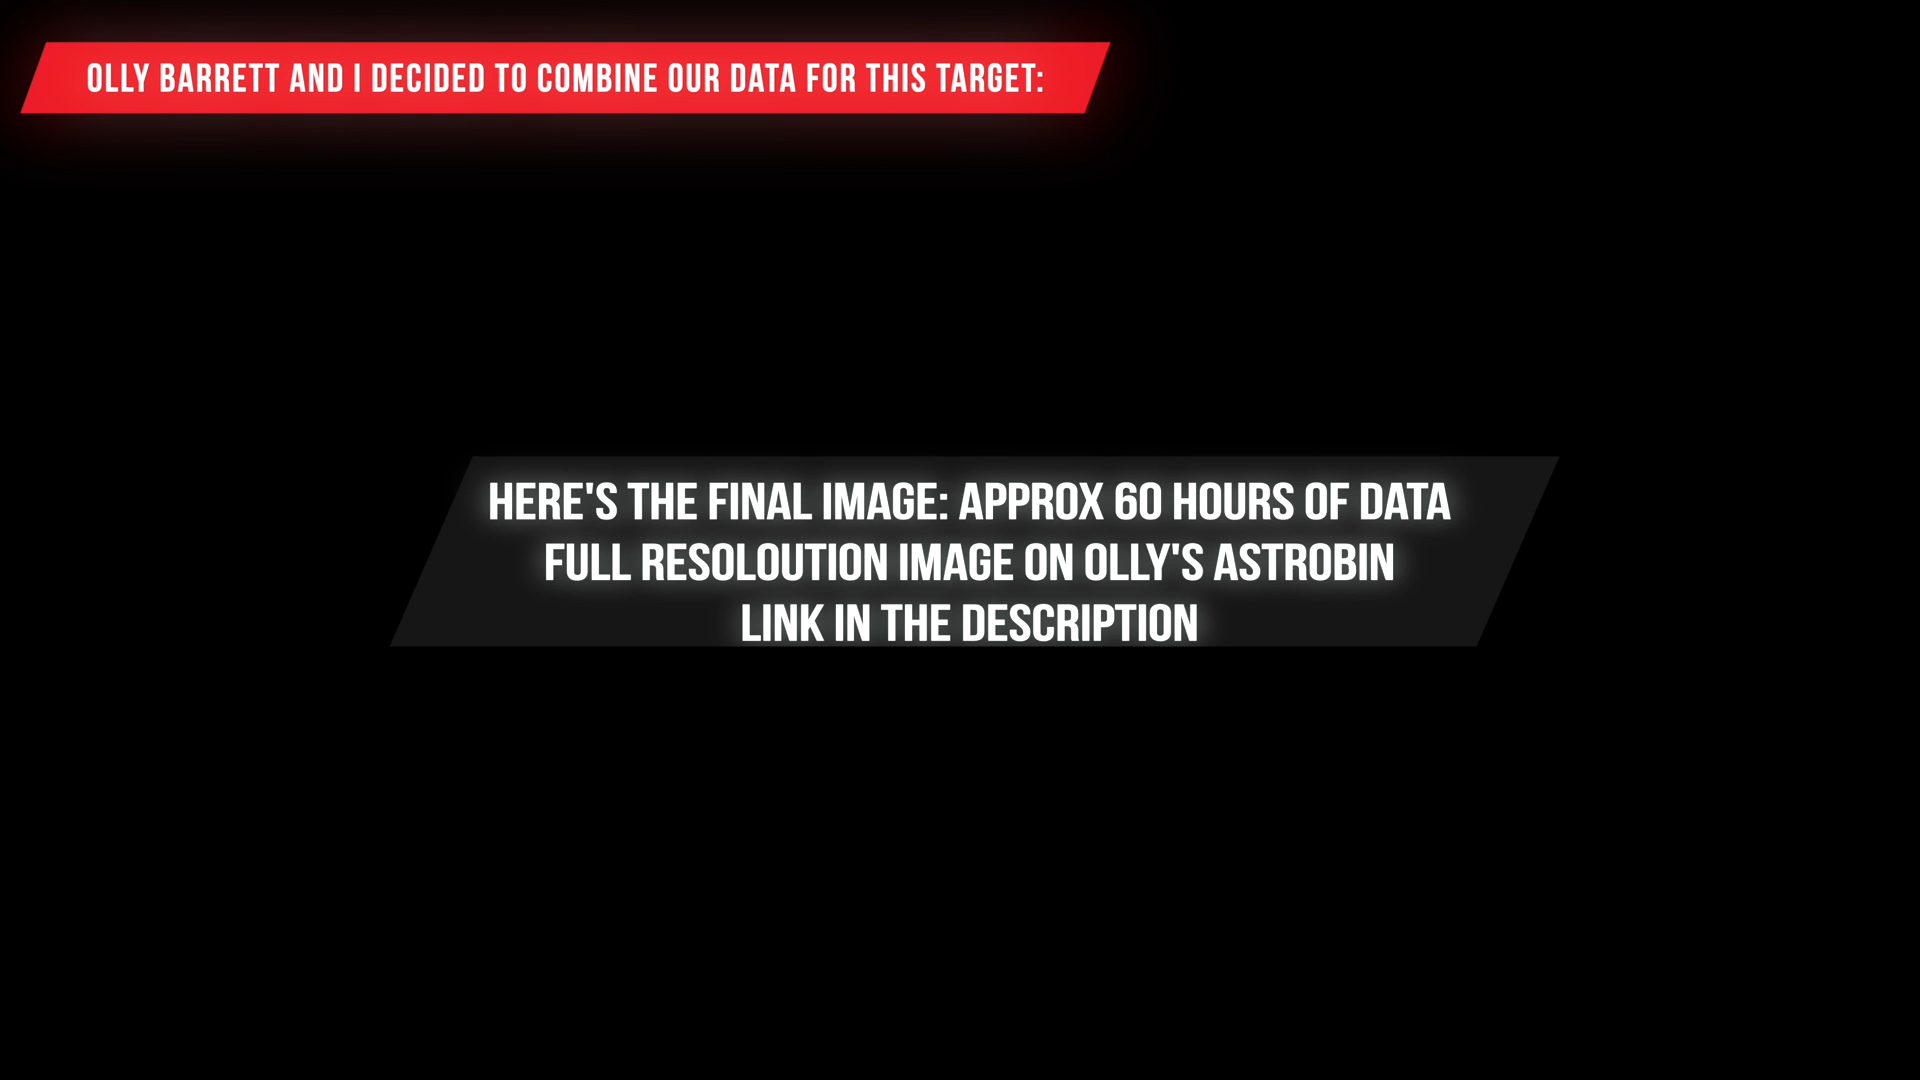 OLLY BARRETT AND I DECIDED TO COMBINE OUR DATA FOR THIS TARGET:
HERE'S THE FINAL IMAGE: APPROX 60 HOURS OF DATA
FULL RESOLOUTION IMAGE ON OLLY'S ASTROBIN
LINK IN THE DESCRIPTION